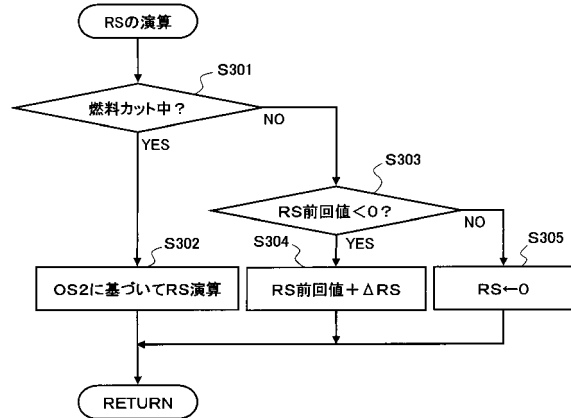 RSの演算
S301
燃料カット中?
NO
YES
S303
RS前回値<0?
NO
YES
S302
S304
S305
OS2に基づいてRS演算
RS前回値+ΔRS
RS←0
RETURN